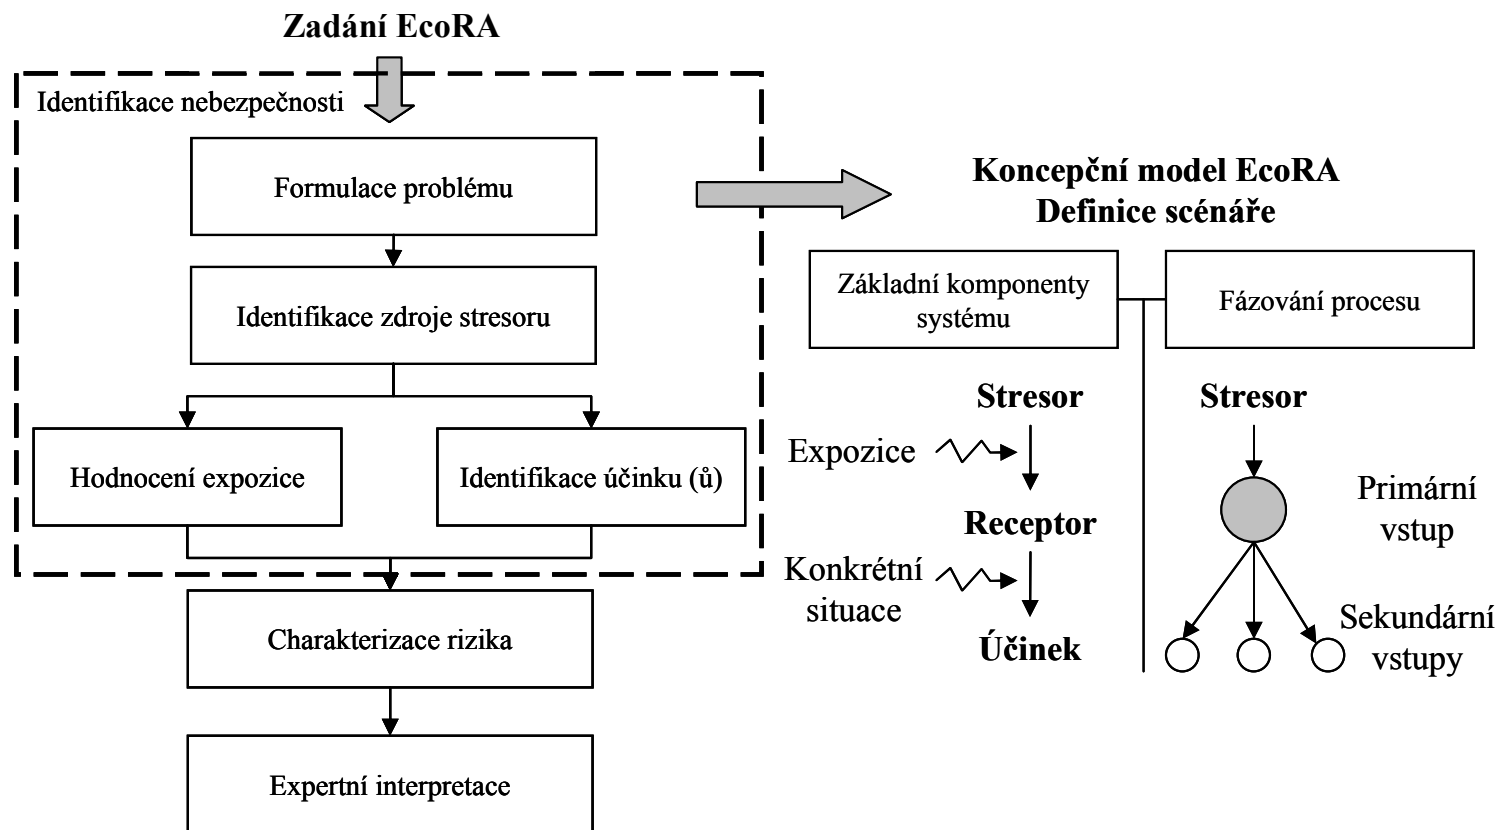 Zadání EcoRA
Identifikace nebezpečnosti
Formulace problému
Identifikace zdroje stresoru
Hodnocení expozice
Identifikace účinku (ů)
Charakterizace rizika
Expertní interpretace
Koncepční model EcoRA
Definice scénáře
Základní komponenty
systému
Fázování procesu
Stresor
Expozice
Receptor
Konkrétní
situace
Účinek
Stresor
Primární
vstup
Sekundární
vstupy